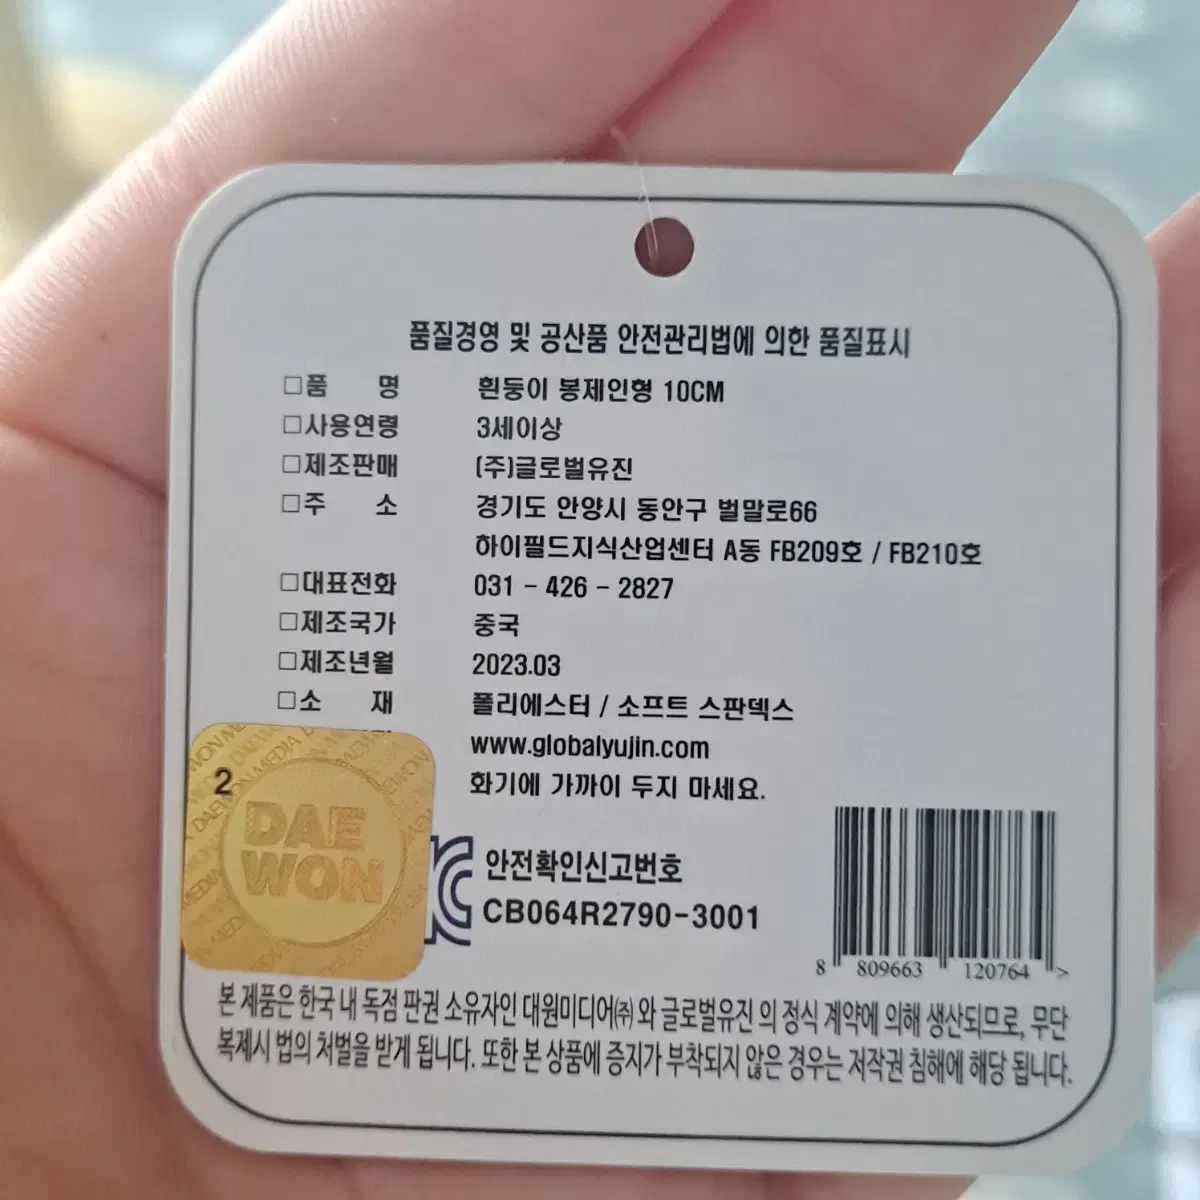 품질경영 및 공산품 안전관리법에 의한 품질표시
□품 명 흰둥이 봉제인형 10CM
□사용연령 3세이상
□제조판매 (주)글로벌유진
□주 소 경기도 안양시 동안구 벌말로66
하이필드지식산업센터 A동 FB209호 / FB210호
□대표전화 031 - 426 - 2827
□제조국가 중국
□제조년월 2023.03
□소 재 폴리에스터 / 소프트 스판덱스
www.globalyujin.com
화기에 가까이 두지 마세요.
2
DAE
WON
안전확인신고번호
CB064R2790-3001
8 809663 120764 >
본 제품은 한국 내 독점 판권 소유자인 대원미디어㈜ 와 글로벌유진 의 정식 계약에 의해 생산되므로, 무단
복제시 법의 처벌을 받게 됩니다. 또한 본 상품에 증지가 부착되지 않은 경우는 저작권 침해에 해당 됩니다.